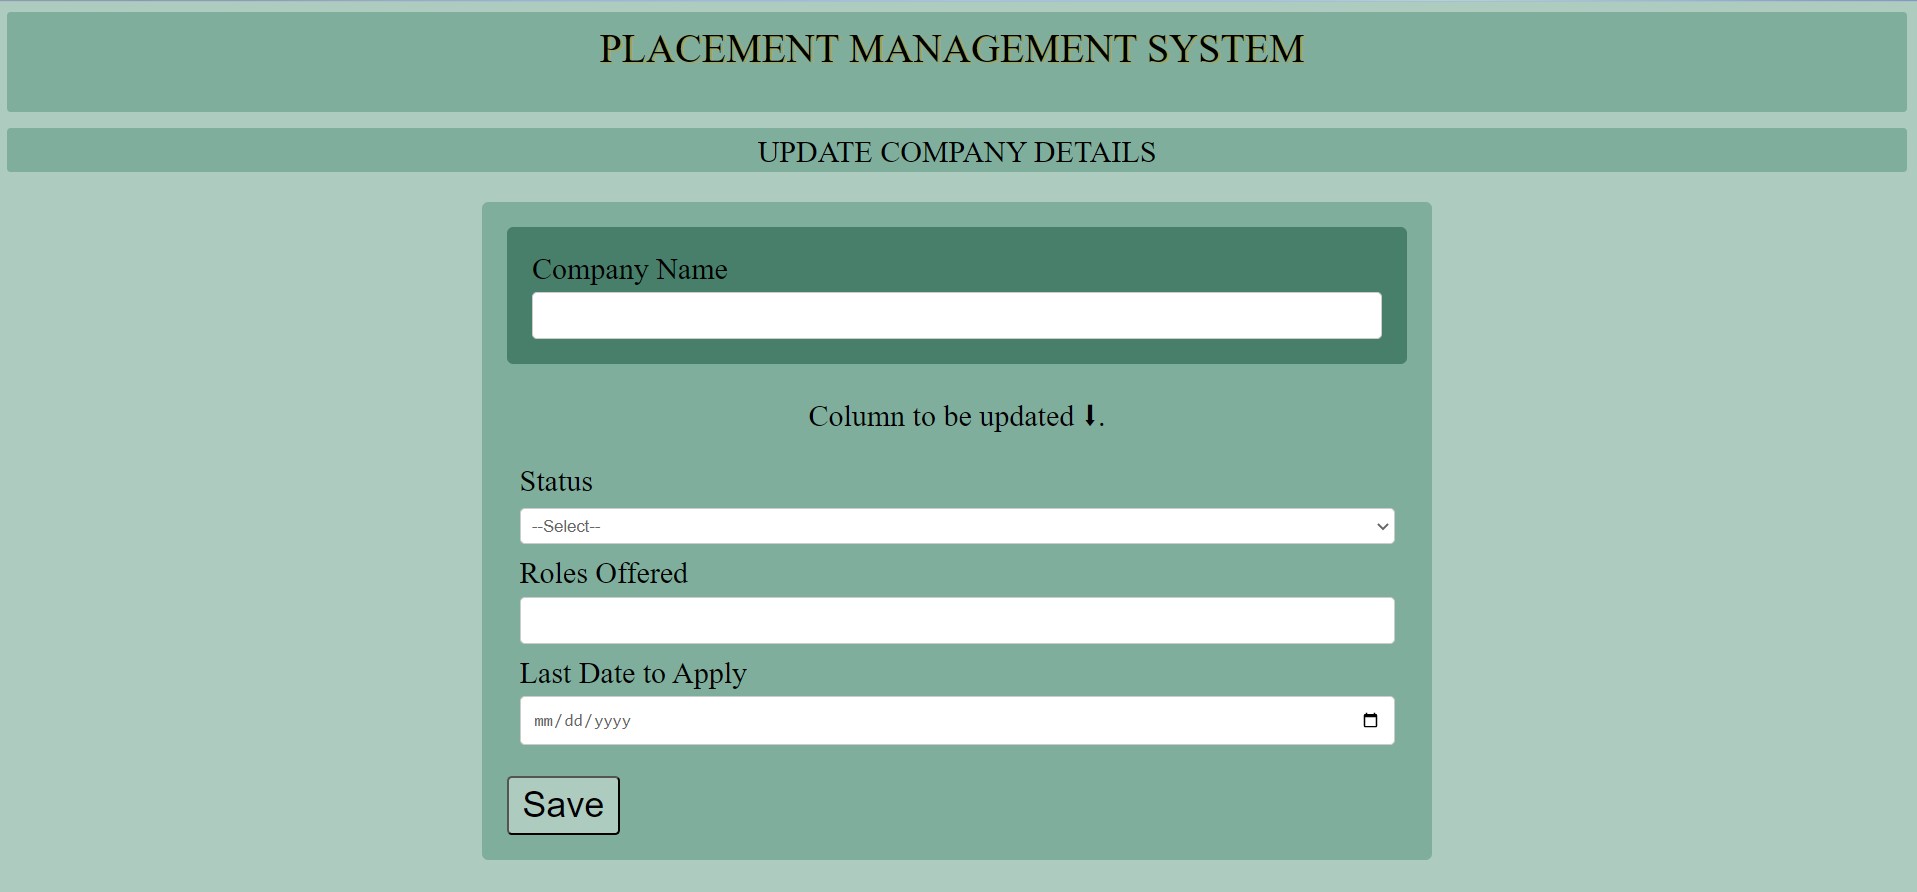 PLACEMENT MANAGEMENT SYSTEM
UPDATE COMPANY DETAILS
Company Name
Column to be updated ⬇.
Status
--Select--
Roles Offered
Last Date to Apply
mm/dd/yyyy
Save